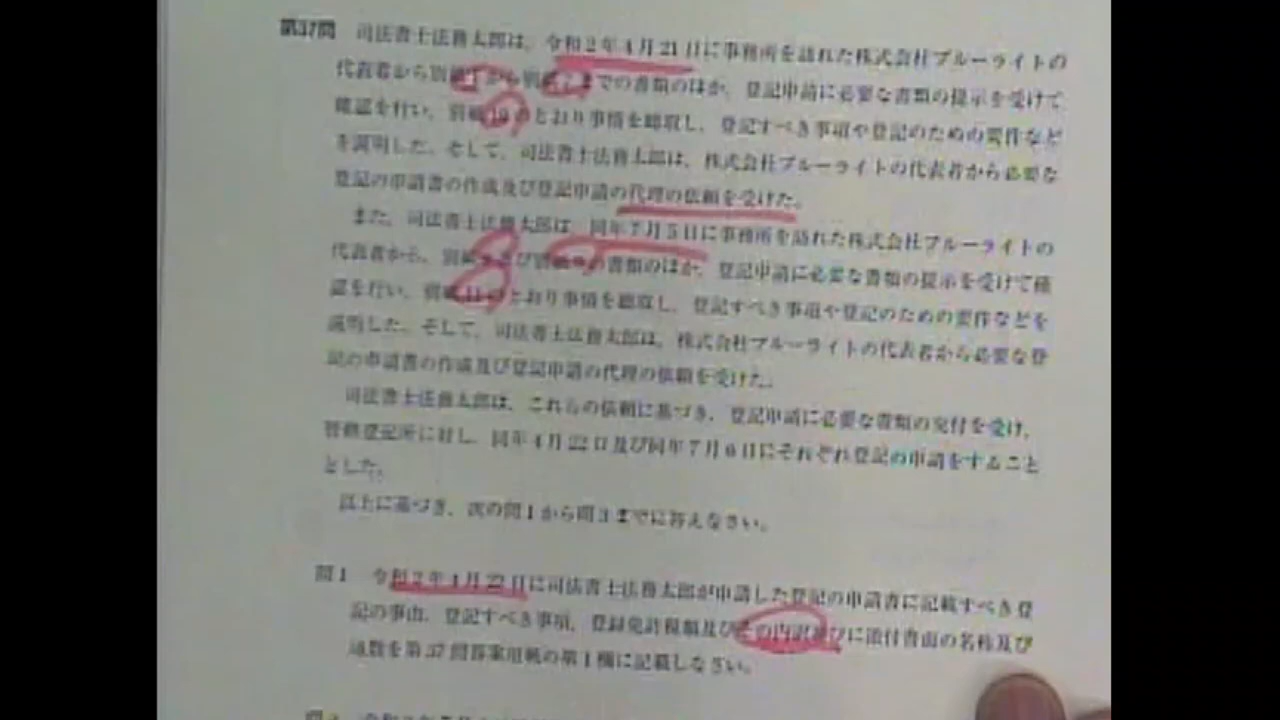 第37問 司法書士法務太郎は、令和2年4月21日に事務所を訪れた株式会社ブルーライトの
代表者から別紙1から別紙7までの書類のほか、登記申請に必要な書類の提示を受けて
確認を行い、別紙10のとおり事情を聴取し、登記すべき事項や登記のための要件など
を説明した。そして、司法書士法務太郎は、株式会社ブルーライトの代表者から必要な
登記の申請書の作成及び登記申請の代理の依頼を受けた。
また、司法書士法務太郎は、同年7月5日に事務所を訪れた株式会社ブルーライトの
代表者から、別紙及び別紙の書類のほか、登記申請に必要な書類の提示を受けて確
認を行い、別紙11のとおり事情を聴取し、登記すべき事項や登記のための要件などを
説明した。そして、司法書士法務太郎は、株式会社ブルーライトの代表者から必要な登
記の申請書の作成及び登記申請の代理の依頼を受けた。
司法書士法務太郎は、これらの依頼に基づき、登記申請に必要な書類の交付を受け、
管轄登記所に対し、同年4月22日及び同年7月6日にそれぞれ登記の申請をすること
とした。
以上に基づき、次の問1から問3までに答えなさい。
問1 令和2年4月22日に司法書士法務太郎が申請した登記の申請書に記載すべき登
記の事由、登記すべき事項、登録免許税額及びその内訳並びに添付書面の名称及び
通数を第37問答案用紙の第1欄に記載しなさい。